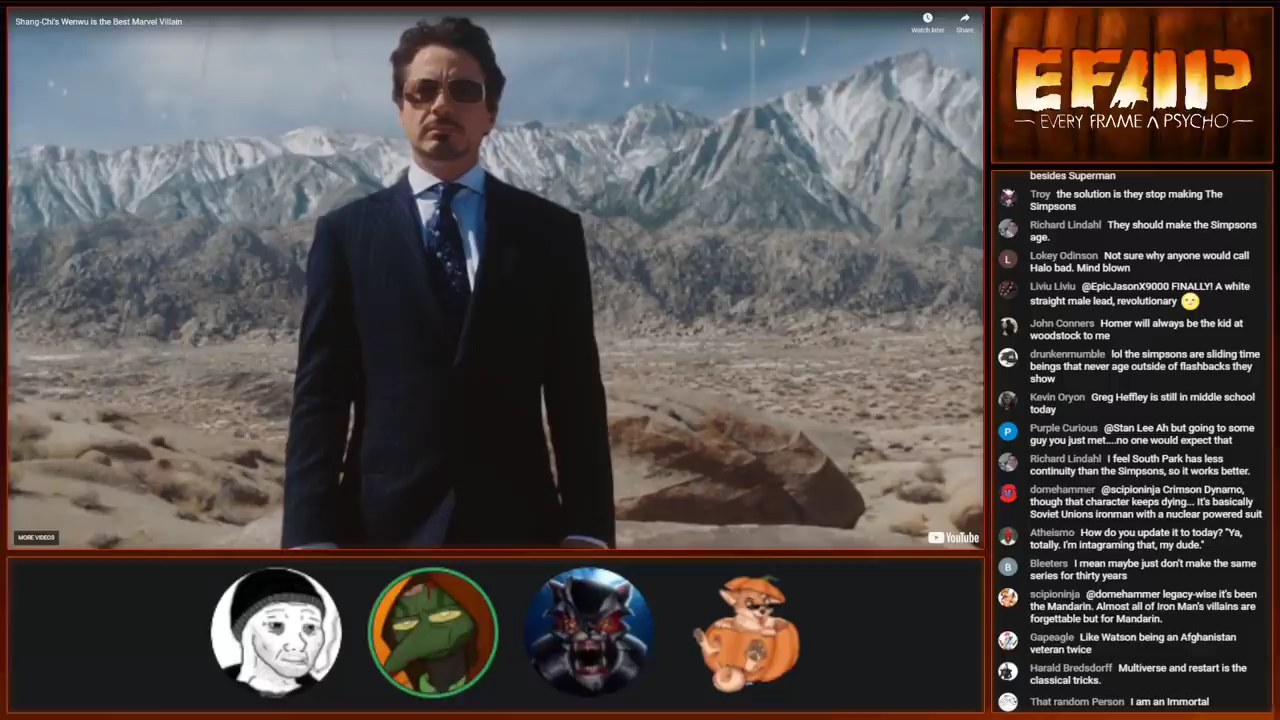 Shang-Chi's Wenwu is the Best Marvel Villain
Watch later
Share
MORE VIDEOS
YouTube
EFAP
EVERY FRAME A PSYCHO
besides Superman
Troy the solution is they stop making The
Simpsons
Richard Lindahl They should make the Simpsons
age.
L
Lokey Odinson Not sure why anyone would call
Halo bad. Mind blown
Liviu Liviu @EpicJasonX9000 FINALLY! A white
straight male lead, revolutionary
John Conners Homer will always be the kid at
woodstock to me
drunkenmumble lol the simpsons are sliding time
beings that never age outside of flashbacks they
show
Kevin Oryon Greg Heffley is still in middle school
today
P
Purple Curious @Stan Lee Ah but going to some
guy you just met....no one would expect that
Richard Lindahl I feel South Park has less
continuity than the Simpsons, so it works better.
domehammer @scipioninja Crimson Dynamo,
though that character keeps dying... It's basically
Soviet Unions ironman with a nuclear powered suit
Atheismo How do you update it to today? "Ya,
totally. I'm intagraming that, my dude."
B
Bleeters I mean maybe just don't make the same
series for thirty years
scipioninja @domehammer legacy-wise it's been
the Mandarin. Almost all of Iron Man's villains are
forgettable but for Mandarin.
Gapeagle Like Watson being an Afghanistan
veteran twice
Harald Bredsdorff Multiverse and restart is the
classical tricks.
That random Person I am an Immortal